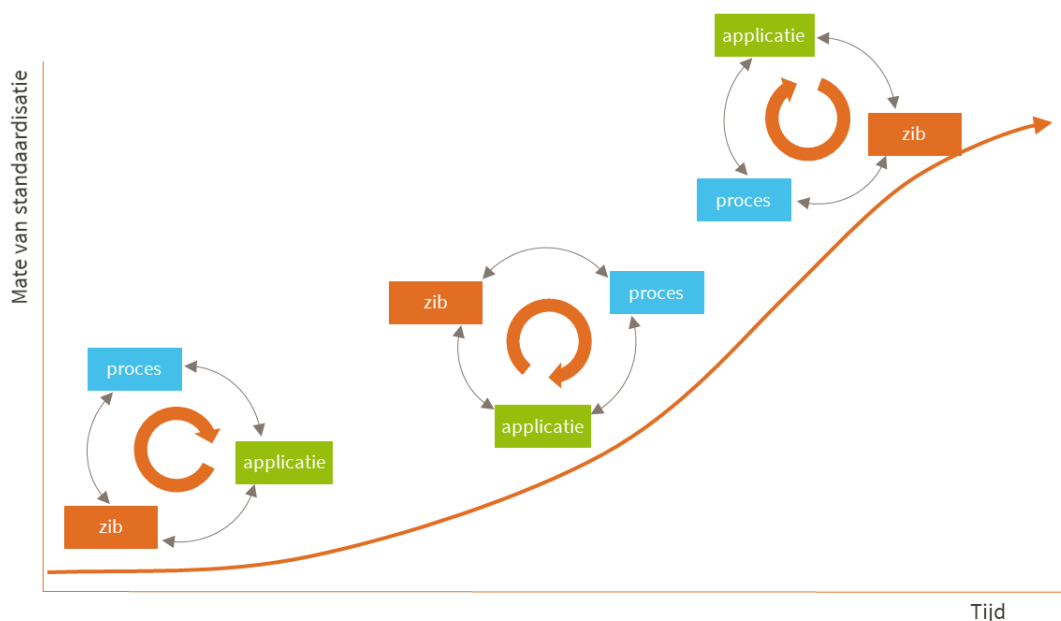 applicatie
zib
proces
Mate van standaardisatie
zib
proces
applicatie
proces
applicatie
zib
Tijd